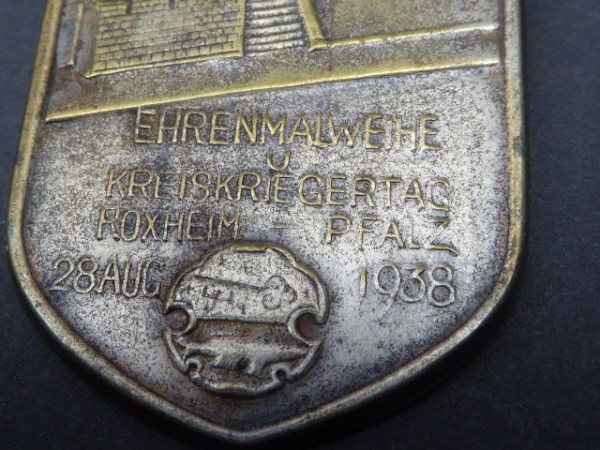 EHRENMALWEIHE
U
KREISKRIEGERTAG
ROXHEIM – PFALZ
28 AUG 1938